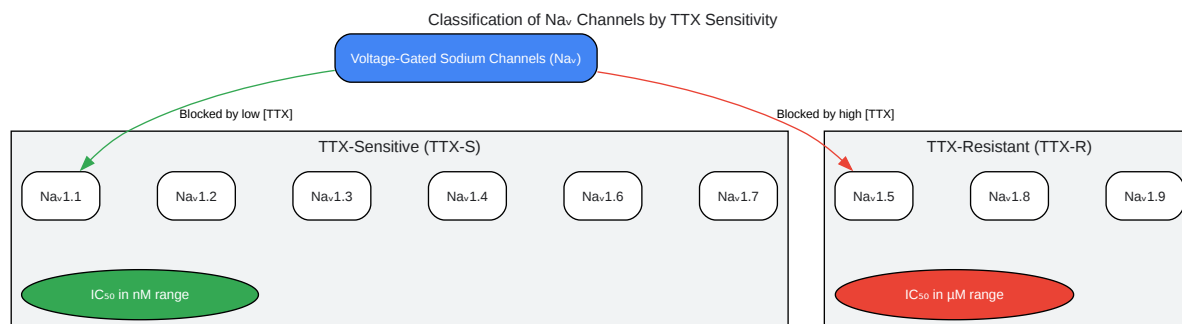 Classification of Naᵥ Channels by TTX Sensitivity
Voltage-Gated Sodium Channels (Naᵥ)
Blocked by low [TTX]
Blocked by high [TTX]
TTX-Sensitive (TTX-S)
TTX-Resistant (TTX-R)
Naᵥ1.1
Naᵥ1.2
Naᵥ1.3
Naᵥ1.4
Naᵥ1.6
Naᵥ1.7
Naᵥ1.5
Naᵥ1.8
Naᵥ1.9
IC₅₀ in nM range
IC₅₀ in µM range